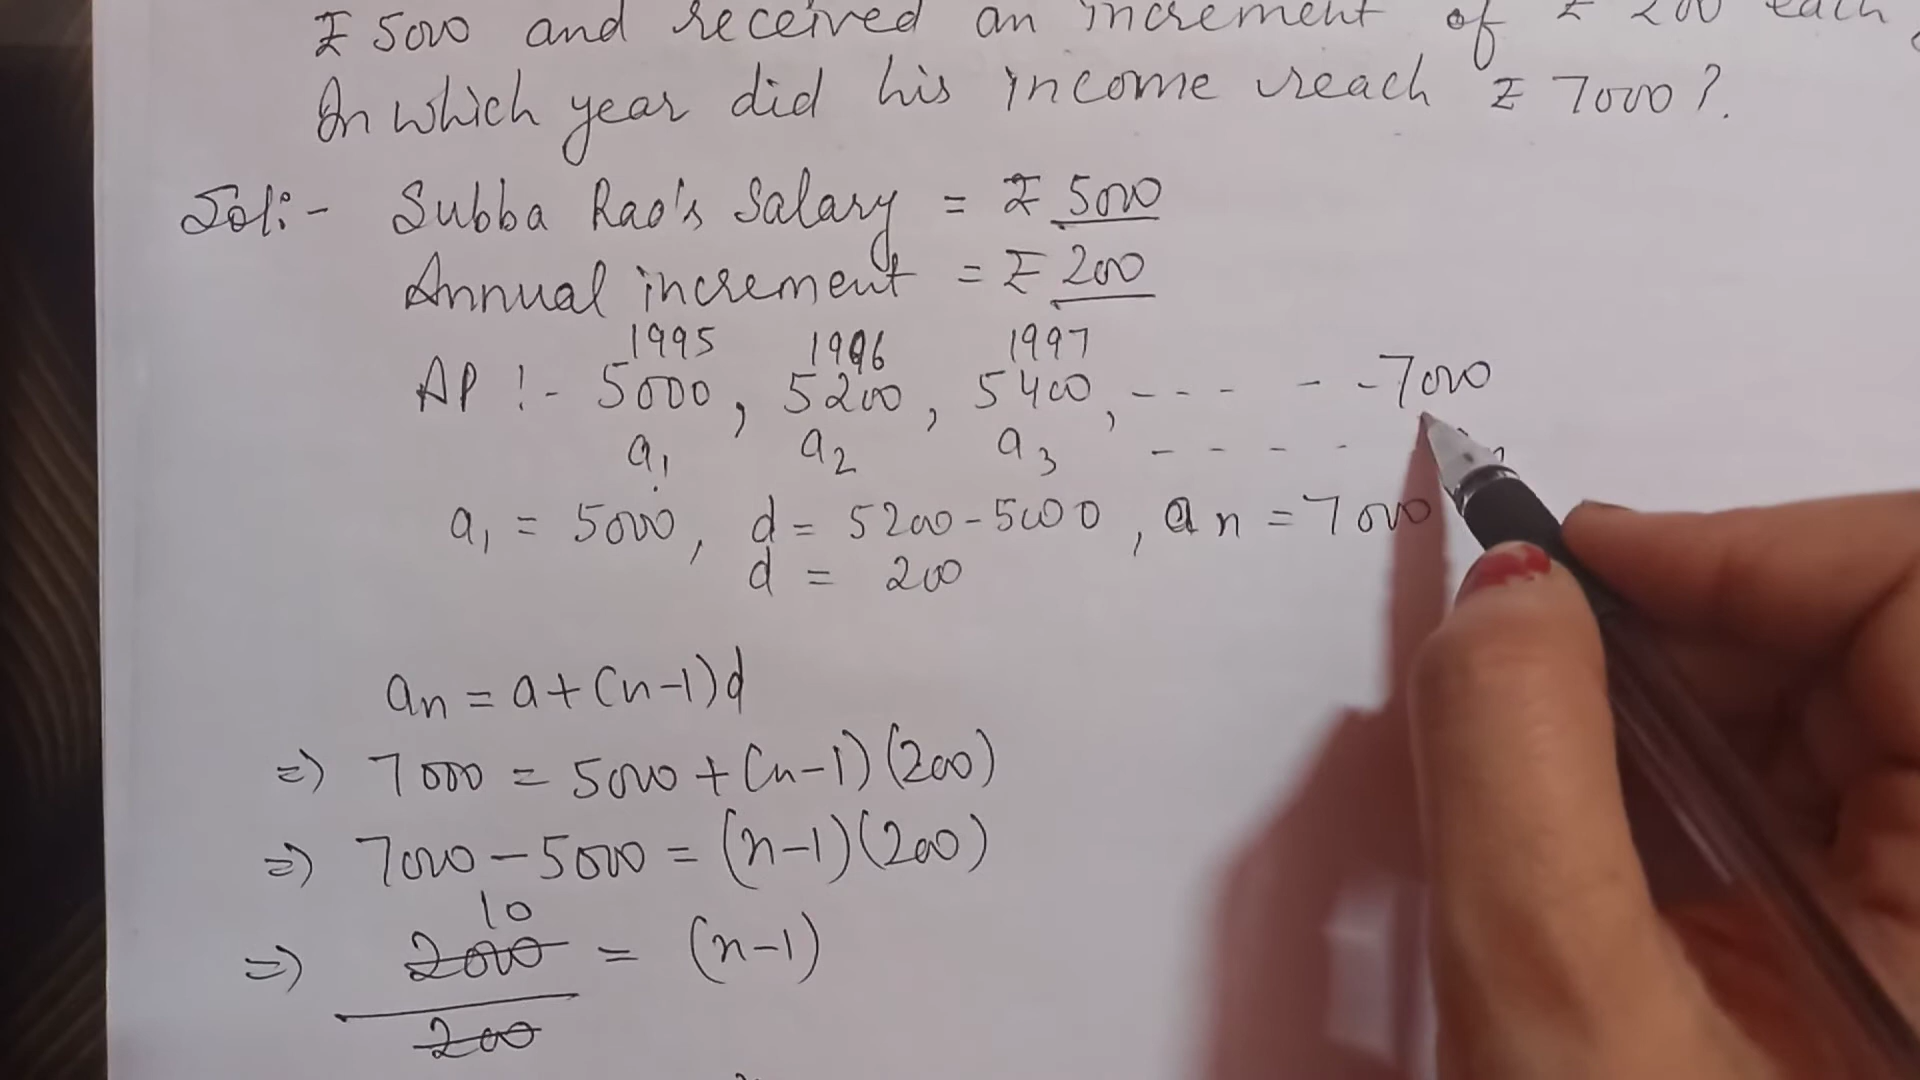 ₹ 5000 and received an increment of ₹ 200 each
In which year did his income reach ₹ 7000?
Sol:- Subba Rao's Salary = ₹ 5000
Annual increment = ₹ 200
1995 1996 1997
AP :- 5000, 5200, 5400, - - - - - 7000
a₁ a₂ a₃ - - - -
a₁ = 5000, d = 5200-5000, an = 7000
d = 200
an = a+(n-1)d
=> 7000 = 5000+(n-1)(200)
=> 7000-5000 = (n-1)(200)
10
=> 2000 = (n-1)
200